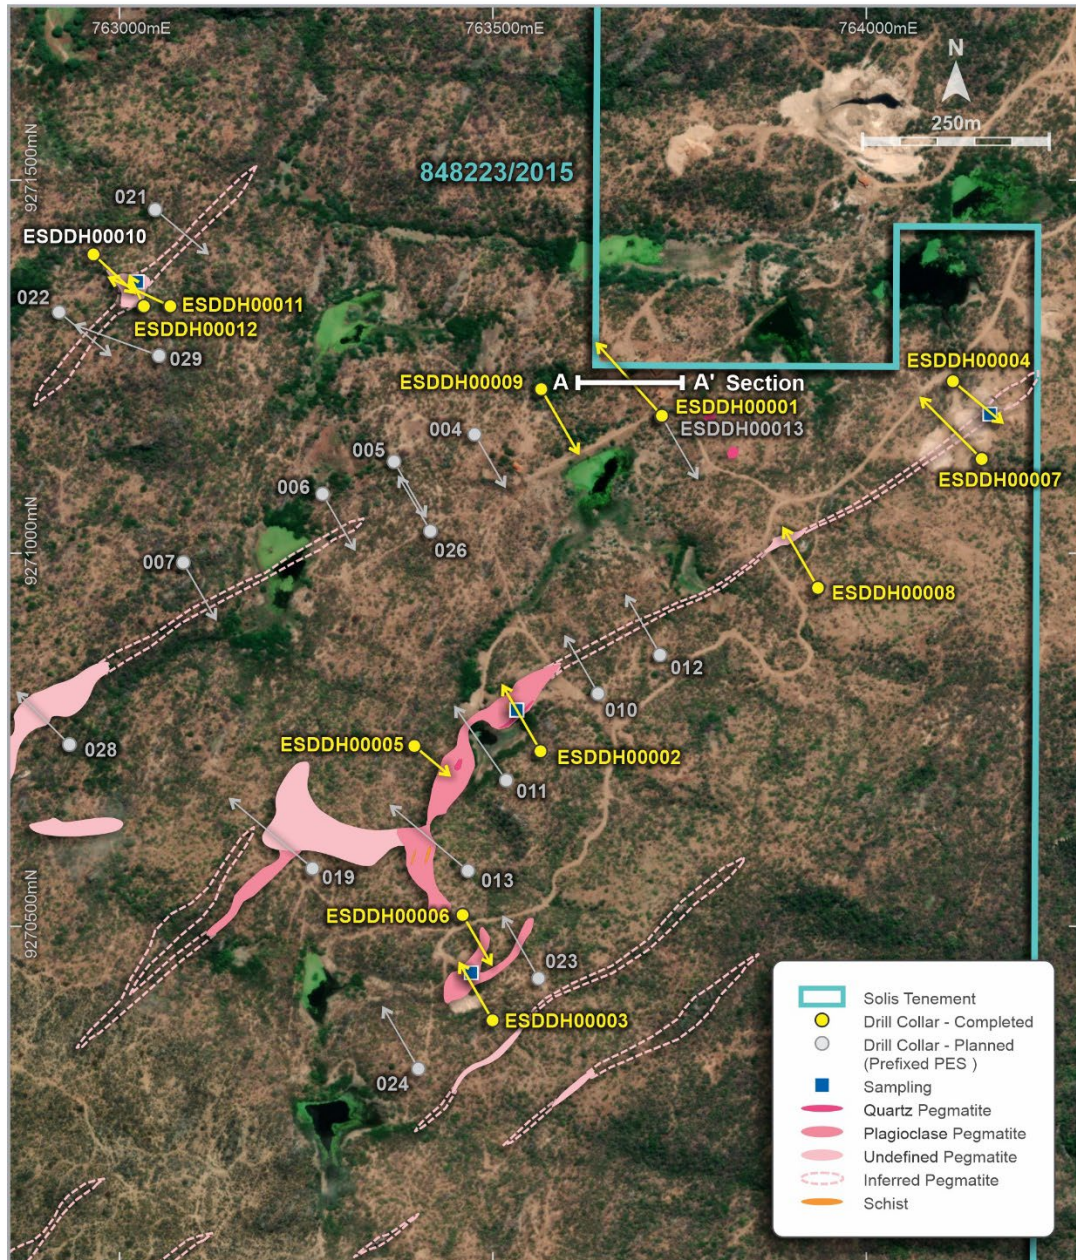 763000mE
763500mE
764000mE
N
250m
9271500mN
848223/2015
021
ESDDH00010
022
ESDDH00011
ESDDH00012
029
ESDDH00004
ESDDH00009
A
A' Section
ESDDH00001
ESDDH00013
004
005
006
ESDDH00007
9271000mN
026
007
ESDDH00008
012
010
028
ESDDH00005
ESDDH00002
011
019
013
9270500mN
ESDDH00006
023
ESDDH00003
024
Solis Tenement
Drill Collar - Completed
Drill Collar - Planned
(Prefixed PES )
Sampling
Quartz Pegmatite
Plagioclase Pegmatite
Undefined Pegmatite
Inferred Pegmatite
Schist